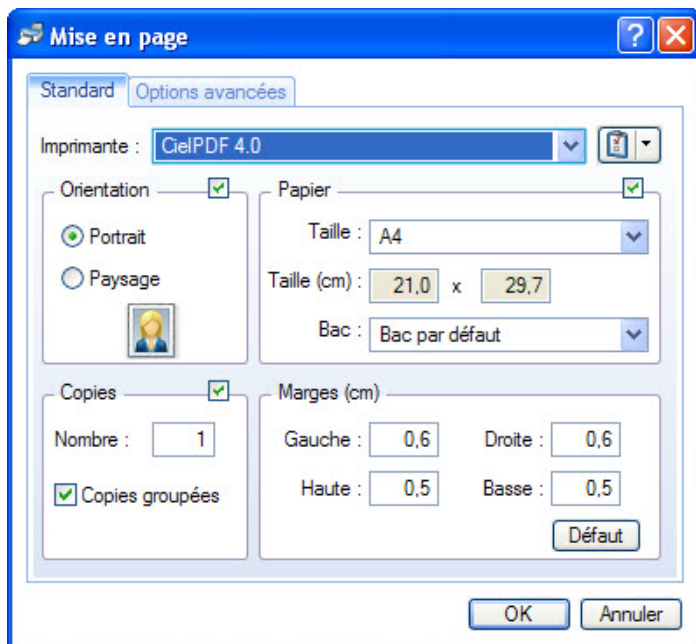 Mise en page
Standard Options avancées
Imprimante : CielPDF 4.0
Orientation
Portrait
Paysage
Papier
Taille : A4
Taille (cm) : 21,0 x 29,7
Bac : Bac par défaut
Copies
Nombre : 1
Copies groupées
Marges (cm)
Gauche : 0,6 Droite : 0,6
Haute : 0,5 Basse : 0,5
Défaut
OK Annuler